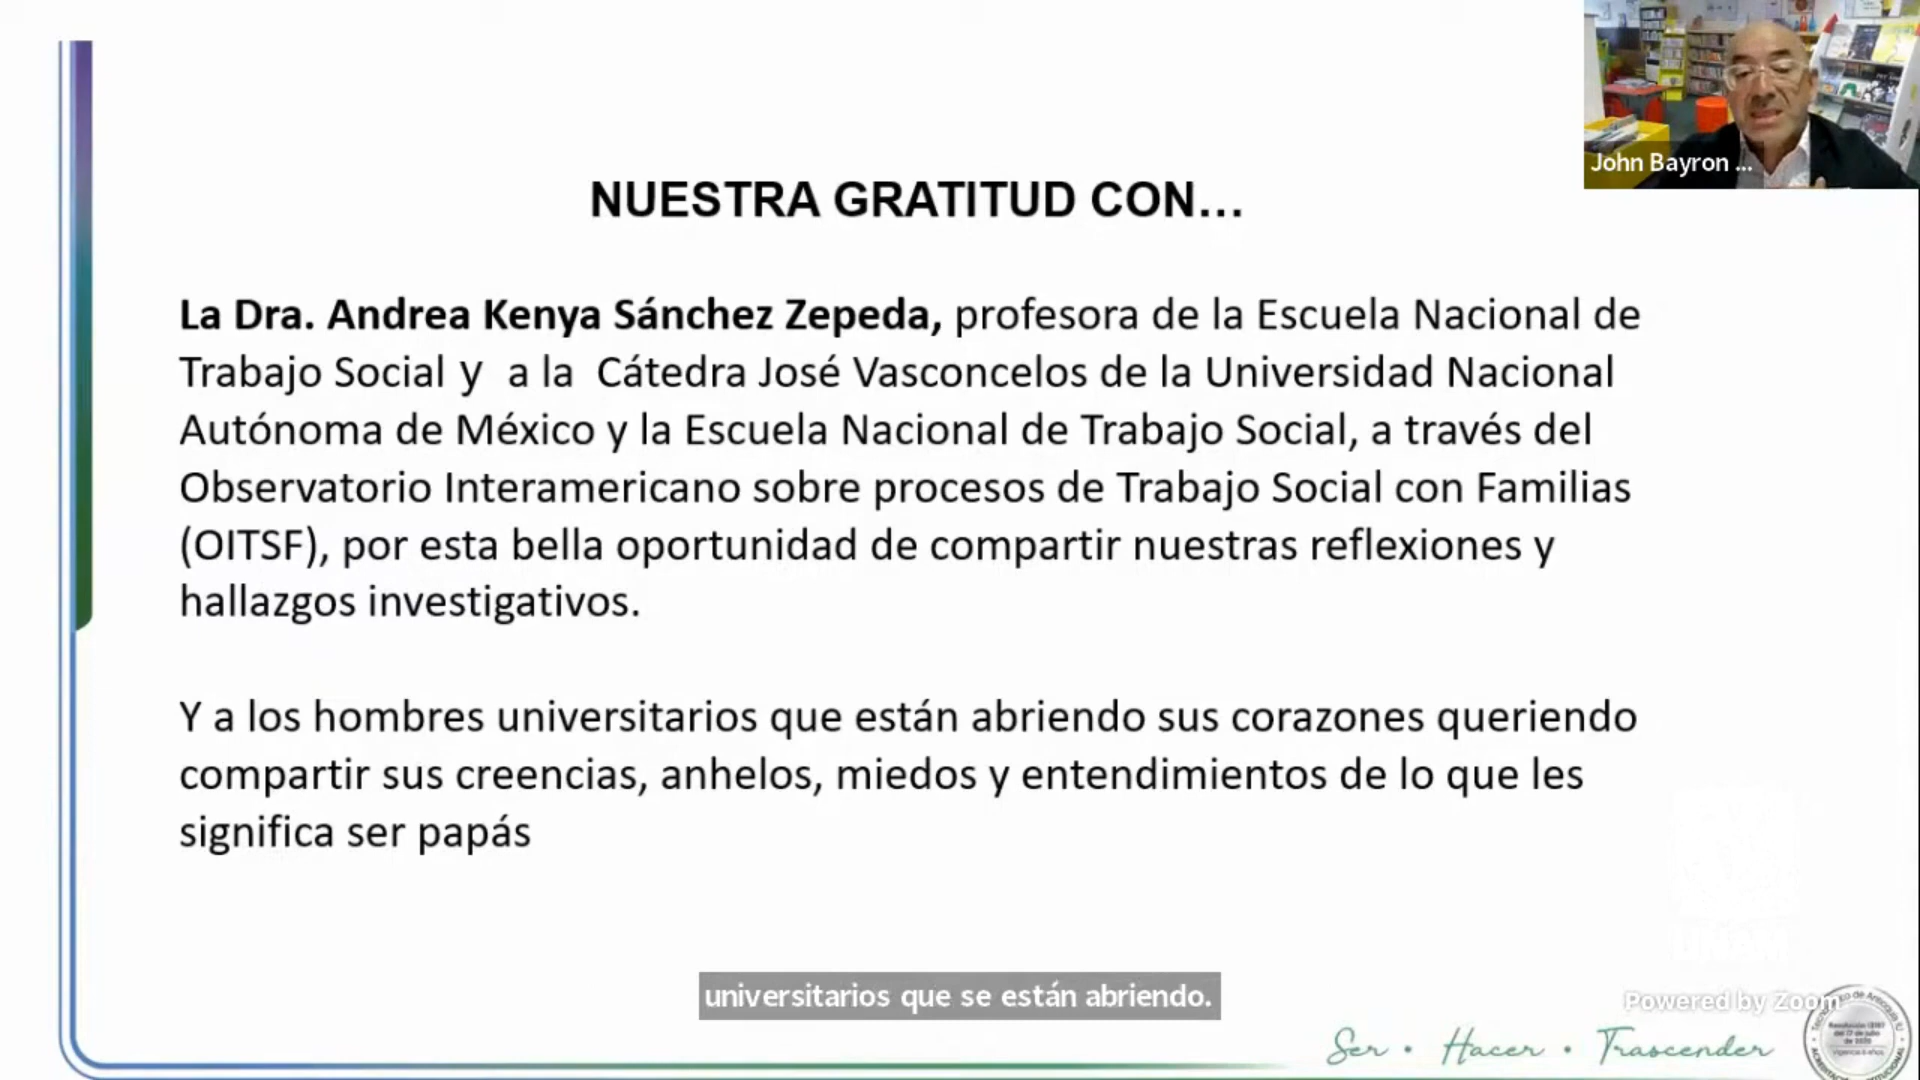 John Bayron ...
NUESTRA GRATITUD CON...
La Dra. Andrea Kenya Sánchez Zepeda, profesora de la Escuela Nacional de
Trabajo Social y a la Cátedra José Vasconcelos de la Universidad Nacional
Autónoma de México y la Escuela Nacional de Trabajo Social, a través del
Observatorio Interamericano sobre procesos de Trabajo Social con Familias
(OITSF), por esta bella oportunidad de compartir nuestras reflexiones y
hallazgos investigativos.
Y a los hombres universitarios que están abriendo sus corazones queriendo
compartir sus creencias, anhelos, miedos y entendimientos de lo que les
significa ser papás
universitarios que se están abriendo.
Powered by Zoom
Ser • Hacer • Trascender